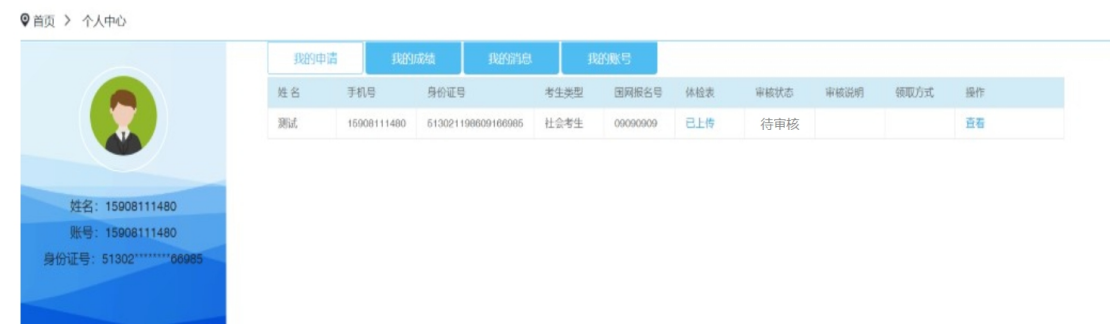 首页 > 个人中心
我的申请 我的成绩 我的消息 我的账号
姓名 手机号 身份证号 考生类型 国网报名号 体检表 审核状态 审核说明 领取方式 操作
测试 15908111480 513021198609166985 社会考生 09090909 已上传 待审核 查看
姓名：15908111480
账号：15908111480
身份证号：51302********66985